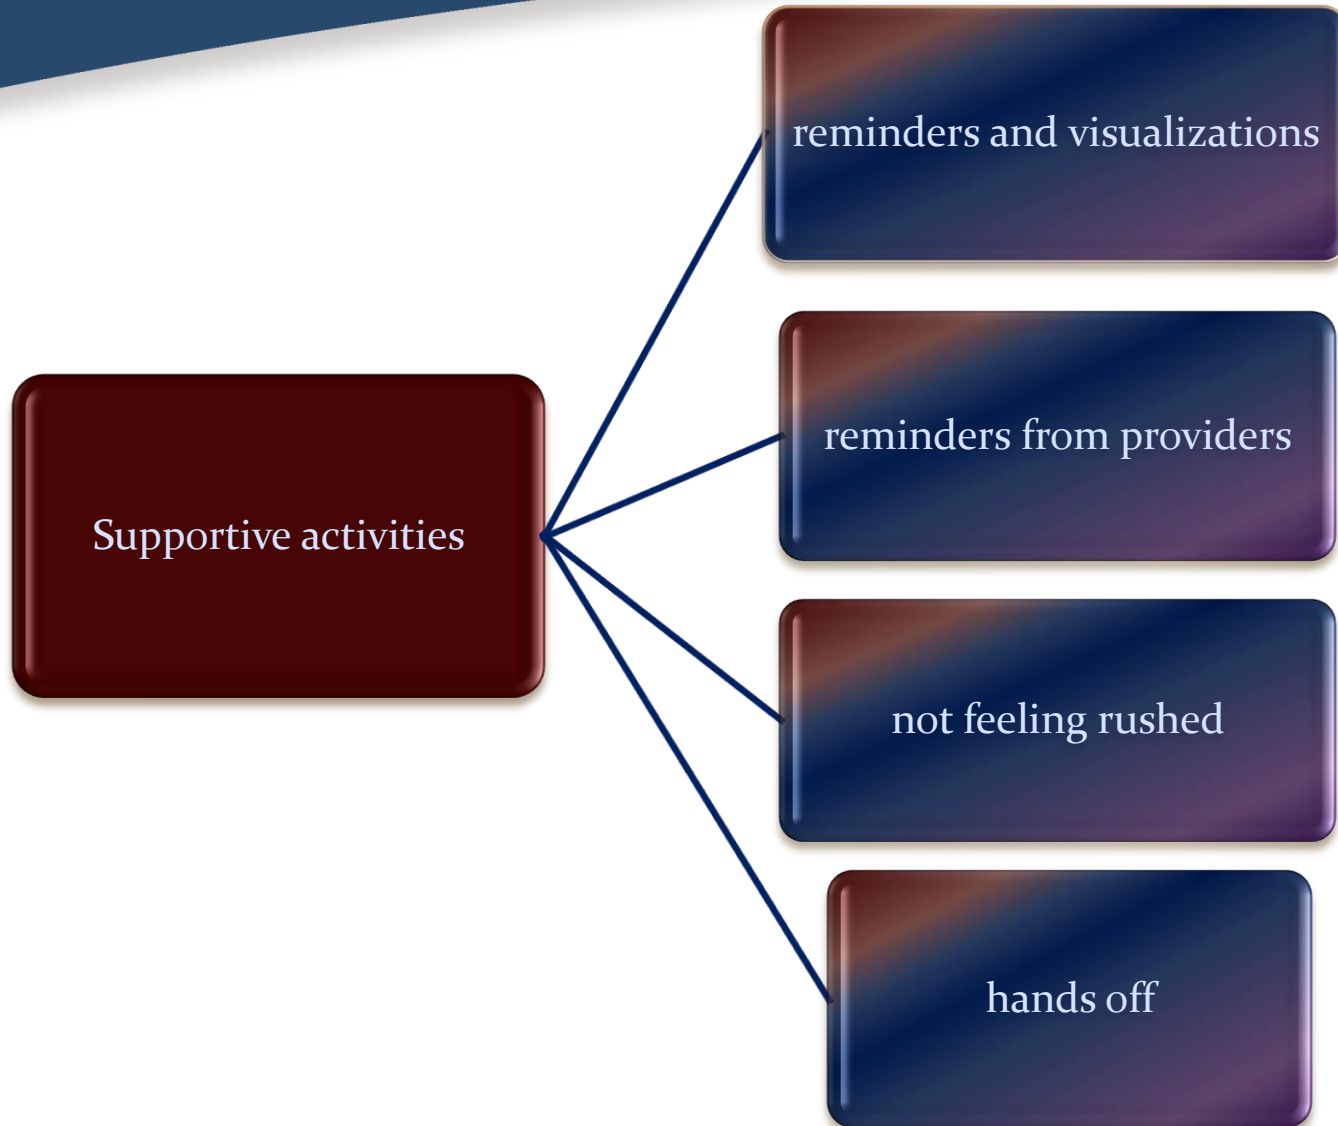 Supportive activities
reminders and visualizations
reminders from providers
not feeling rushed
hands off